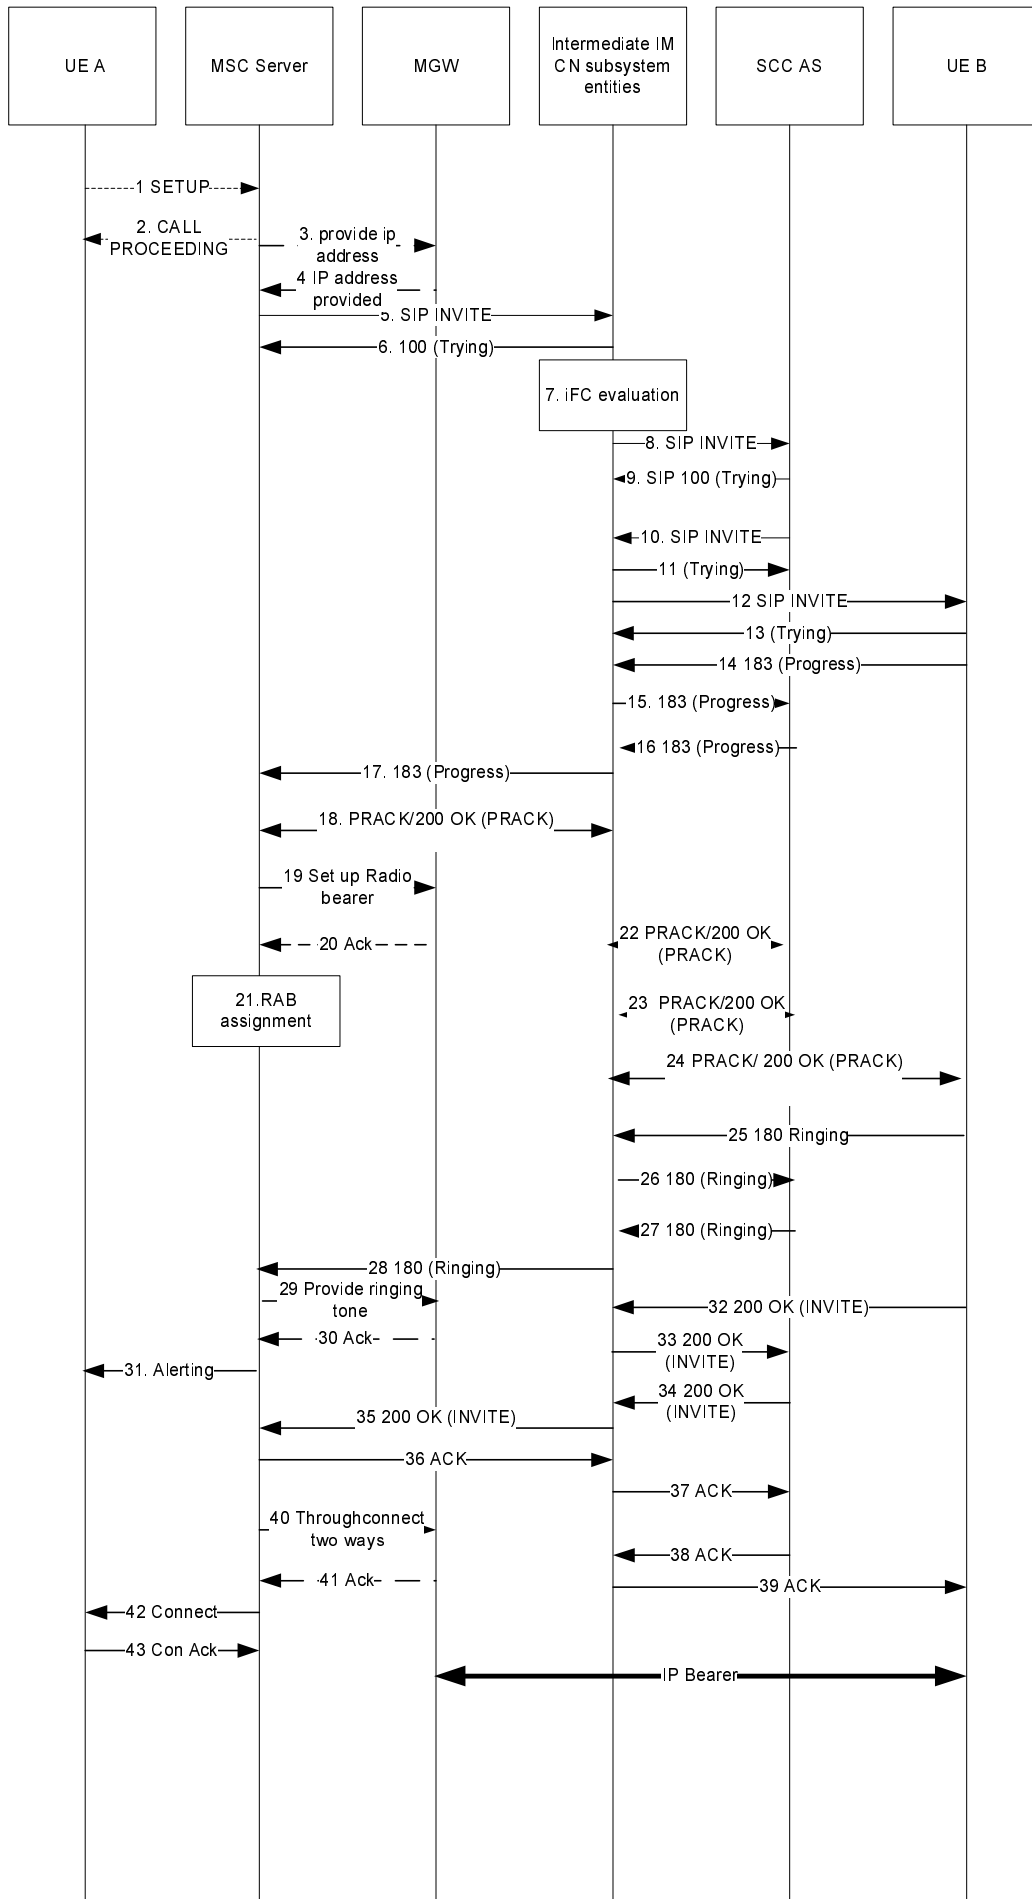 UE A
MSC Server
MGW
Intermediate IM
CN subsystem
entities
SCC AS
UE B
1 SETUP
2. CALL
PROCEEDING
3. provide ip
address
4 IP address
provided
5. SIP INVITE
6. 100 (Trying)
7. iFC evaluation
8. SIP INVITE
9. SIP 100 (Trying)
10. SIP INVITE
11 (Trying)
12 SIP INVITE
13 (Trying)
14 183 (Progress)
15. 183 (Progress)
16 183 (Progress)
17. 183 (Progress)
18. PRACK/200 OK (PRACK)
19 Set up Radio
bearer
20 Ack
22 PRACK/200 OK
(PRACK)
21.RAB
assignment
23 PRACK/200 OK
(PRACK)
24 PRACK/ 200 OK (PRACK)
25 180 Ringing
26 180 (Ringing)
27 180 (Ringing)
28 180 (Ringing)
29 Provide ringing
tone
32 200 OK (INVITE)
30 Ack
33 200 OK
(INVITE)
31. Alerting
34 200 OK
(INVITE)
35 200 OK (INVITE)
36 ACK
37 ACK
40 Throughconnect
two ways
38 ACK
41 Ack
39 ACK
42 Connect
43 Con Ack
IP Bearer